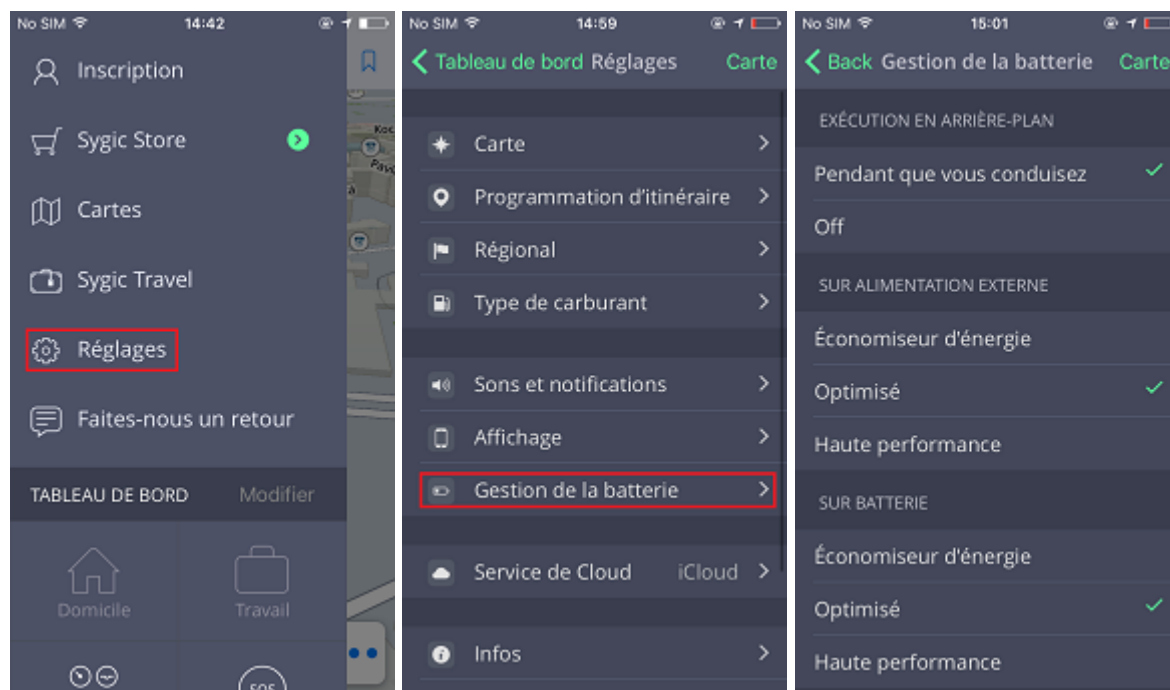 No SIM 14:42
Inscription
Sygic Store
Cartes
Sygic Travel
Réglages
Faites-nous un retour
TABLEAU DE BORD Modifier
Domicile Travail
SOS
Koc
Pavi
No SIM 14:59
Tableau de bord Réglages Carte
Carte
Programmation d'itinéraire
Régional
Type de carburant
Sons et notifications
Affichage
Gestion de la batterie
Service de Cloud iCloud
Infos
No SIM 15:01
Back Gestion de la batterie Carte
EXÉCUTION EN ARRIÈRE-PLAN
Pendant que vous conduisez
Off
SUR ALIMENTATION EXTERNE
Économiseur d'énergie
Optimisé
Haute performance
SUR BATTERIE
Économiseur d'énergie
Optimisé
Haute performance